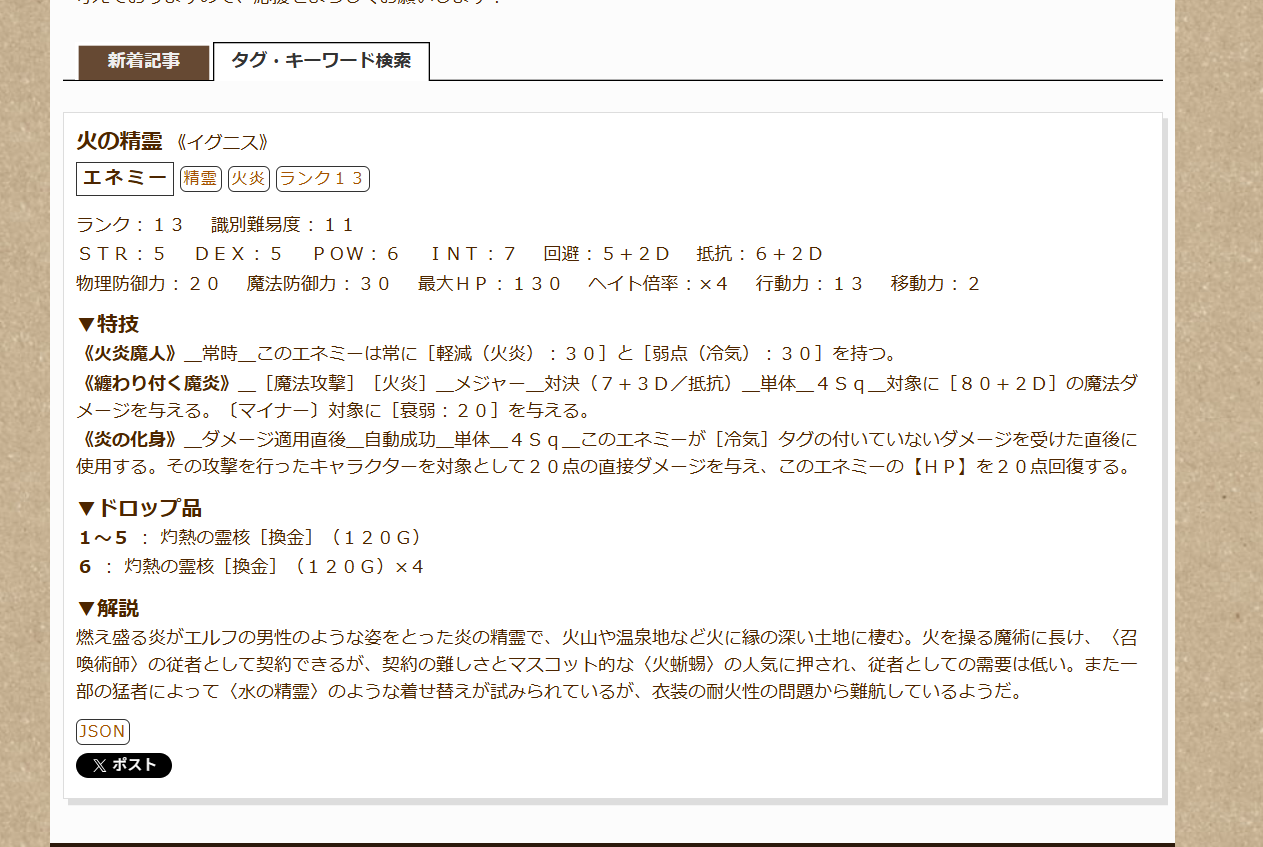 新着記事
タグ・キーワード検索
火の精霊 《イグニス》
エネミー 精霊 火炎 ランク１３
ランク：１３　識別難易度：１１
ＳＴＲ：５　ＤＥＸ：５　ＰＯＷ：６　ＩＮＴ：７　回避：５＋２Ｄ　抵抗：６＋２Ｄ
物理防御力：２０　魔法防御力：３０　最大ＨＰ：１３０　ヘイト倍率：×４　行動力：１３　移動力：２
▼特技
《火炎魔人》＿常時＿このエネミーは常に［軽減（火炎）：３０］と［弱点（冷気）：３０］を持つ。
《纏わり付く魔炎》＿［魔法攻撃］［火炎］＿メジャー＿対決（７＋３Ｄ／抵抗）＿単体＿４Ｓｑ＿対象に［８０＋２Ｄ］の魔法ダ
メージを与える。〔マイナー〕対象に［衰弱：２０］を与える。
《炎の化身》＿ダメージ適用直後＿自動成功＿単体＿４Ｓｑ＿このエネミーが［冷気］タグの付いていないダメージを受けた直後に
使用する。その攻撃を行ったキャラクターを対象として２０点の直接ダメージを与え、このエネミーの【ＨＰ】を２０点回復する。
▼ドロップ品
１～５ ： 灼熱の霊核［換金］（１２０Ｇ）
６ ： 灼熱の霊核［換金］（１２０Ｇ）×４
▼解説
燃え盛る炎がエルフの男性のような姿をとった炎の精霊で、火山や温泉地など火に縁の深い土地に棲む。火を操る魔術に長け、〈召
喚術師〉の従者として契約できるが、契約の難しさとマスコット的な〈火蜥蜴〉の人気に押され、従者としての需要は低い。また一
部の猛者によって〈水の精霊〉のような着せ替えが試みられているが、衣装の耐火性の問題から難航しているようだ。
JSON
X ポスト